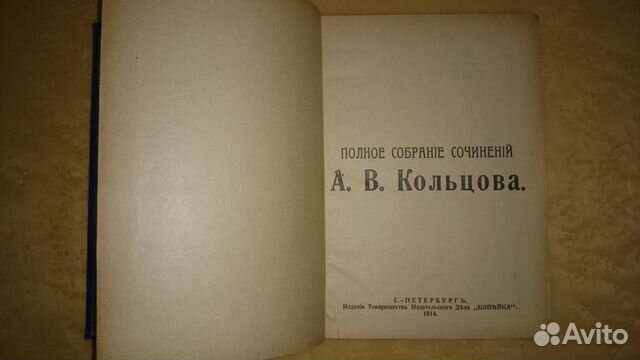 ПОЛНОЕ СОБРАНІЕ СОЧИНЕНІЙ
А. В. Кольцова.
С.-ПЕТЕРБУРГЪ.
Изданіе Товарищества Издательскаго Дѣла „КОПѢЙКА“.
1914.
Avito